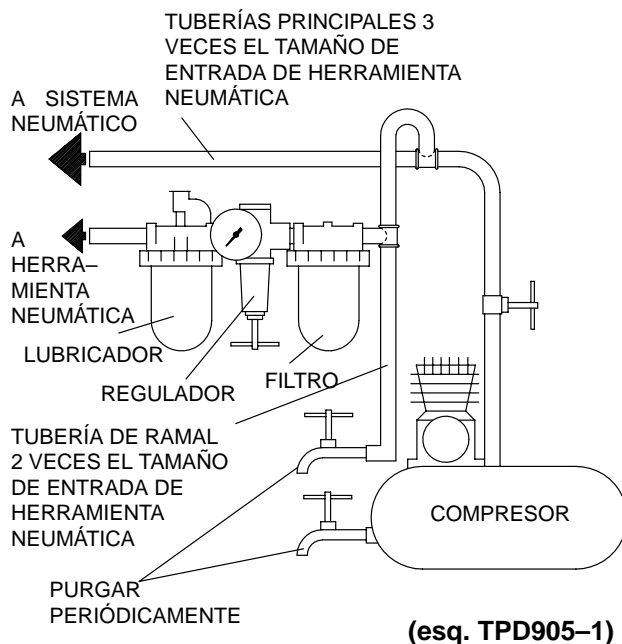 TUBERÍAS PRINCIPALES 3
VECES EL TAMAÑO DE
ENTRADA DE HERRAMIENTA
NEUMÁTICA
A SISTEMA
NEUMÁTICO
A
HERRA–
MIENTA
NEUMÁTICA
LUBRICADOR
REGULADOR
FILTRO
TUBERÍA DE RAMAL
2 VECES EL TAMAÑO
DE ENTRADA DE
HERRAMIENTA
NEUMÁTICA
COMPRESOR
PURGAR
PERIÓDICAMENTE
(esq. TPD905–1)